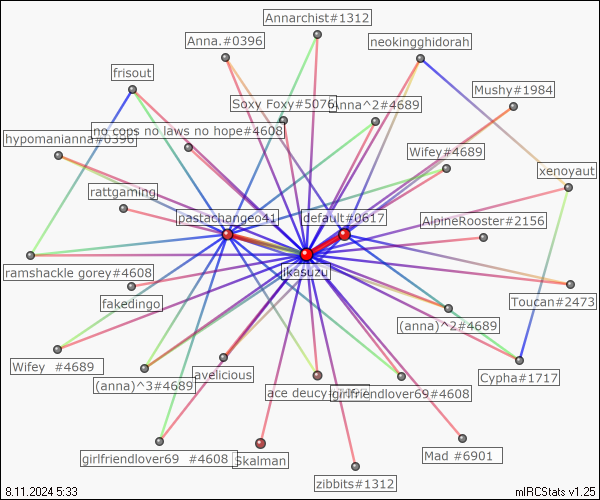 Annarchist#1312
Anna.#0396
neokingghidorah
frisout
Mushy#1984
Soxy Foxy#5076
Anna^2#4689
no cops no laws no hope#4608
hypomanianna#0396
Wifey#4689
xenoyaut
rattgaming
pastachangeo41
default#0617
AlpineRooster#2156
ramshackle gorey#4608
jkasuzu
fakedingo
Toucan#2473
(anna)^2#4689
Wifey #4689
avelicious
Cypha#1717
(anna)^3#4689
ace deucy
girlfriendlover69#4608
girlfriendlover69 #4608
Skalman
Mad #6901
zibbits#1312
8.11.2024 5:33
mIRCStats v1.25